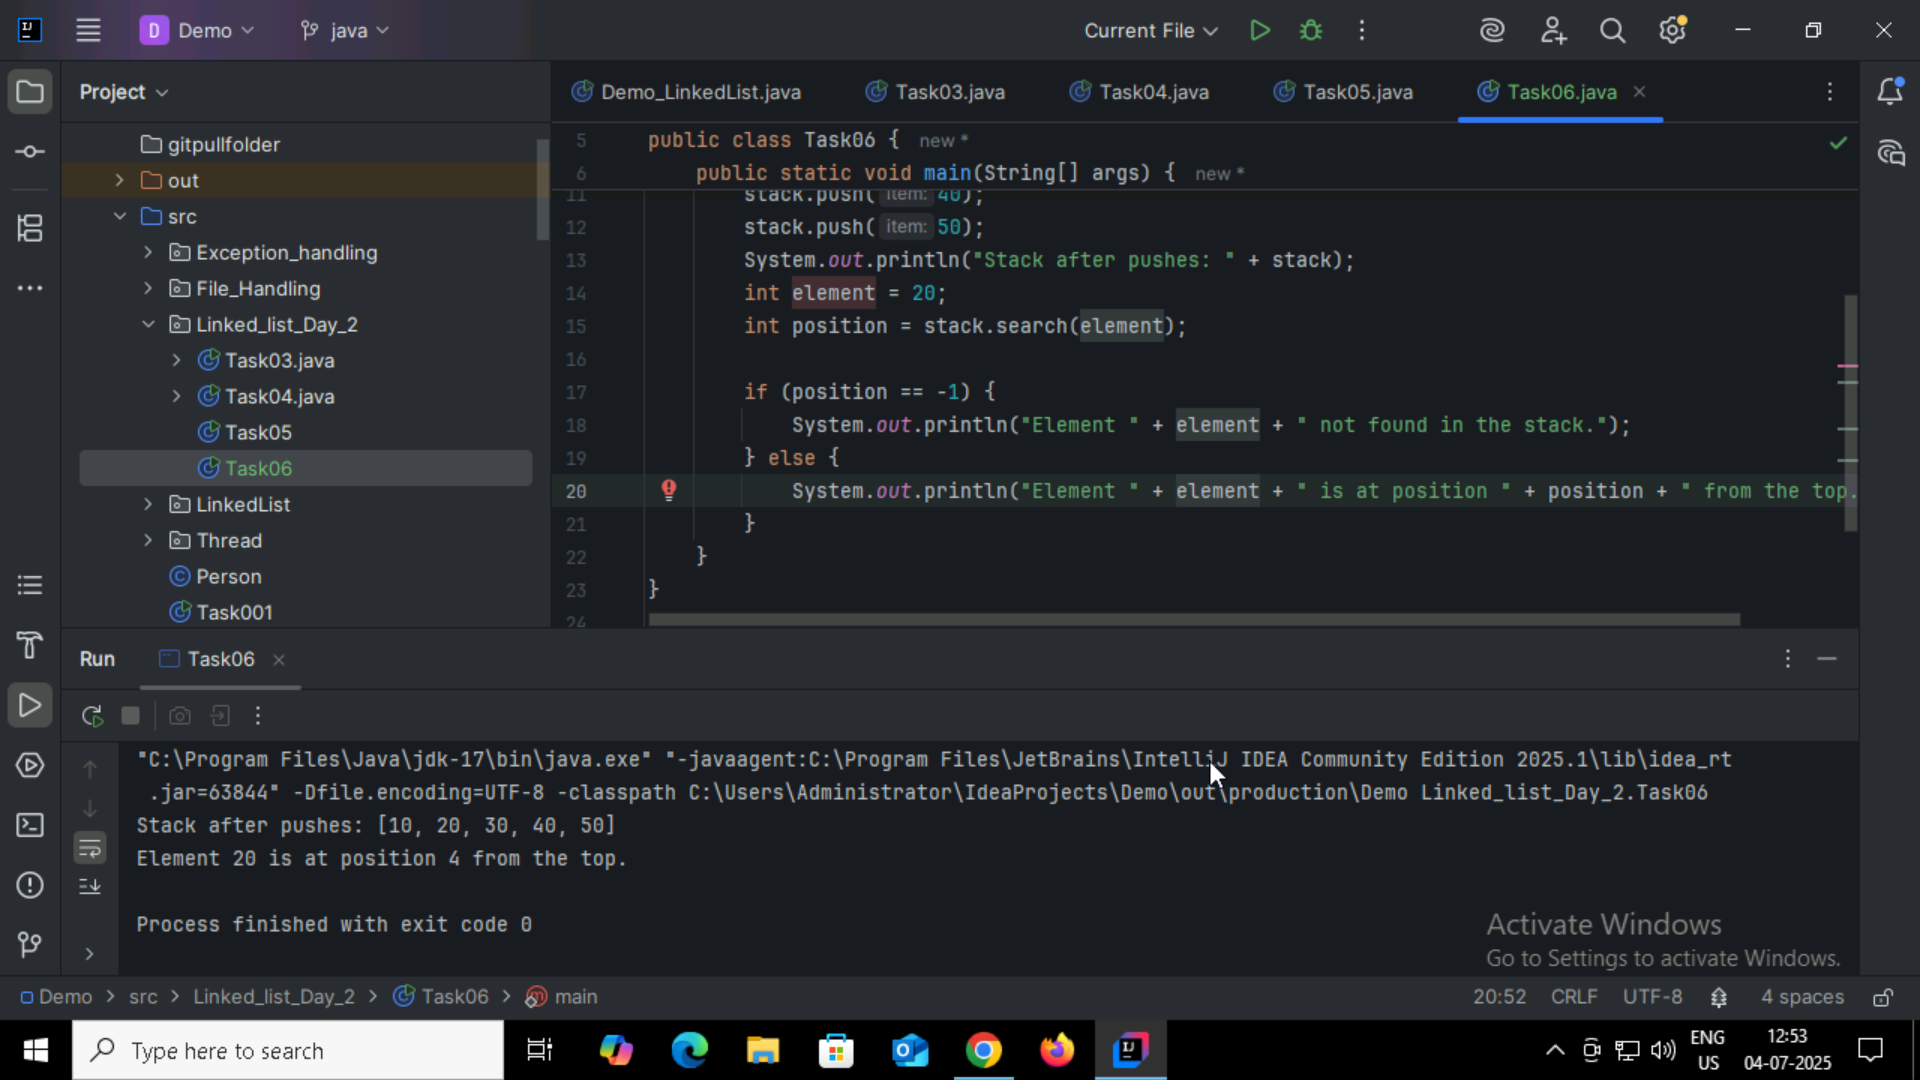 D Demo java Current File
Project
Demo_LinkedList.java Task03.java Task04.java Task05.java Task06.java
gitpullfolder
out
src
Exception_handling
File_Handling
Linked_list_Day_2
Task03.java
Task04.java
Task05
Task06
LinkedList
Thread
Person
Task001
5 public class Task06 { new *
6 public static void main(String[] args) { new *
11 stack.push( item: 40);
12 stack.push( item: 50);
13 System.out.println("Stack after pushes: " + stack);
14 int element = 20;
15 int position = stack.search(element);
16
17 if (position == -1) {
18 System.out.println("Element " + element + " not found in the stack.");
19 } else {
20 System.out.println("Element " + element + " is at position " + position + " from the top.
21 }
22 }
23 }
24
Run Task06
"C:\Program Files\Java\jdk-17\bin\java.exe" "-javaagent:C:\Program Files\JetBrains\IntelliJ IDEA Community Edition 2025.1\lib\idea_rt
.jar=63844" -Dfile.encoding=UTF-8 -classpath C:\Users\Administrator\IdeaProjects\Demo\out\production\Demo Linked_list_Day_2.Task06
Stack after pushes: [10, 20, 30, 40, 50]
Element 20 is at position 4 from the top.
Process finished with exit code 0
Activate Windows
Go to Settings to activate Windows.
Demo > src > Linked_list_Day_2 > Task06 > main 20:52 CRLF UTF-8 4 spaces
Type here to search
ENG
US
12:53
04-07-2025